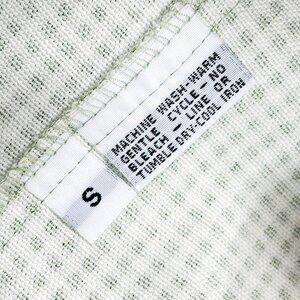 S
MACHINE WASH-WARM
GENTLE CYCLE-NO
BLEACH - LINE OR
TUMBLE DRY-COOL IRON